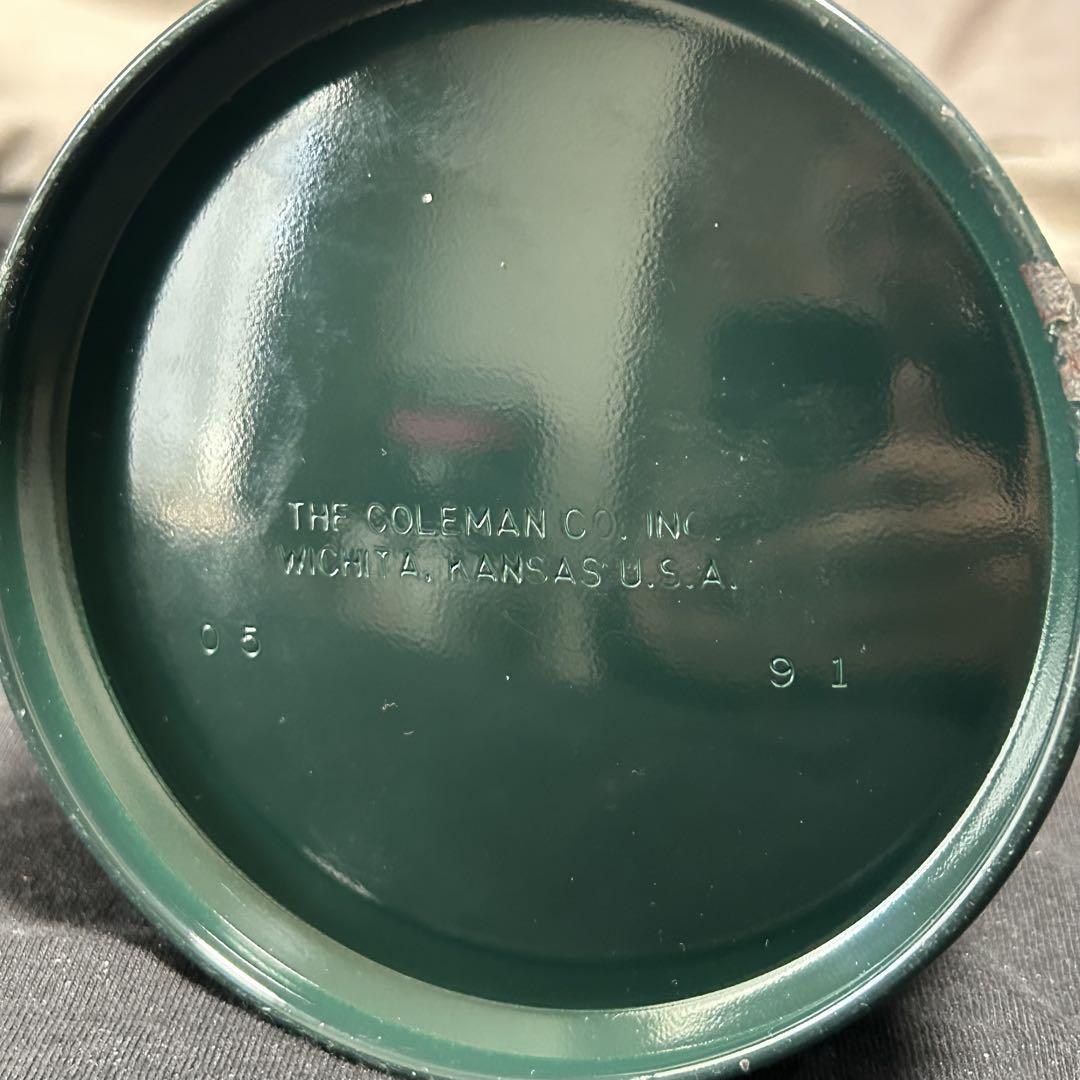 THE COLEMAN CO. INC.
WICHITA, KANSAS U.S.A.
05 91